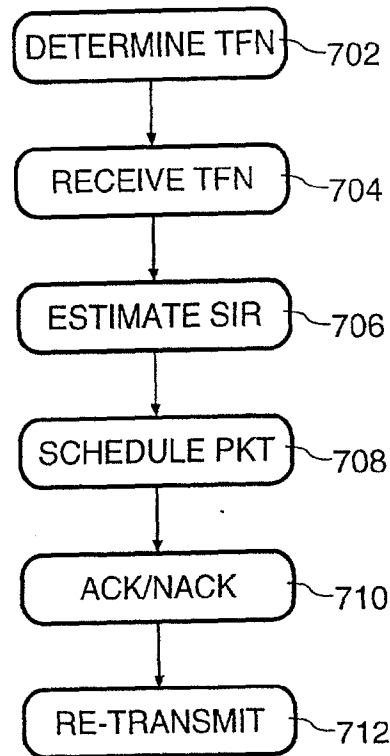 DETERMINE TFN 702
RECEIVE TFN 704
ESTIMATE SIR 706
SCHEDULE PKT 708
ACK/NACK 710
RE-TRANSMIT 712